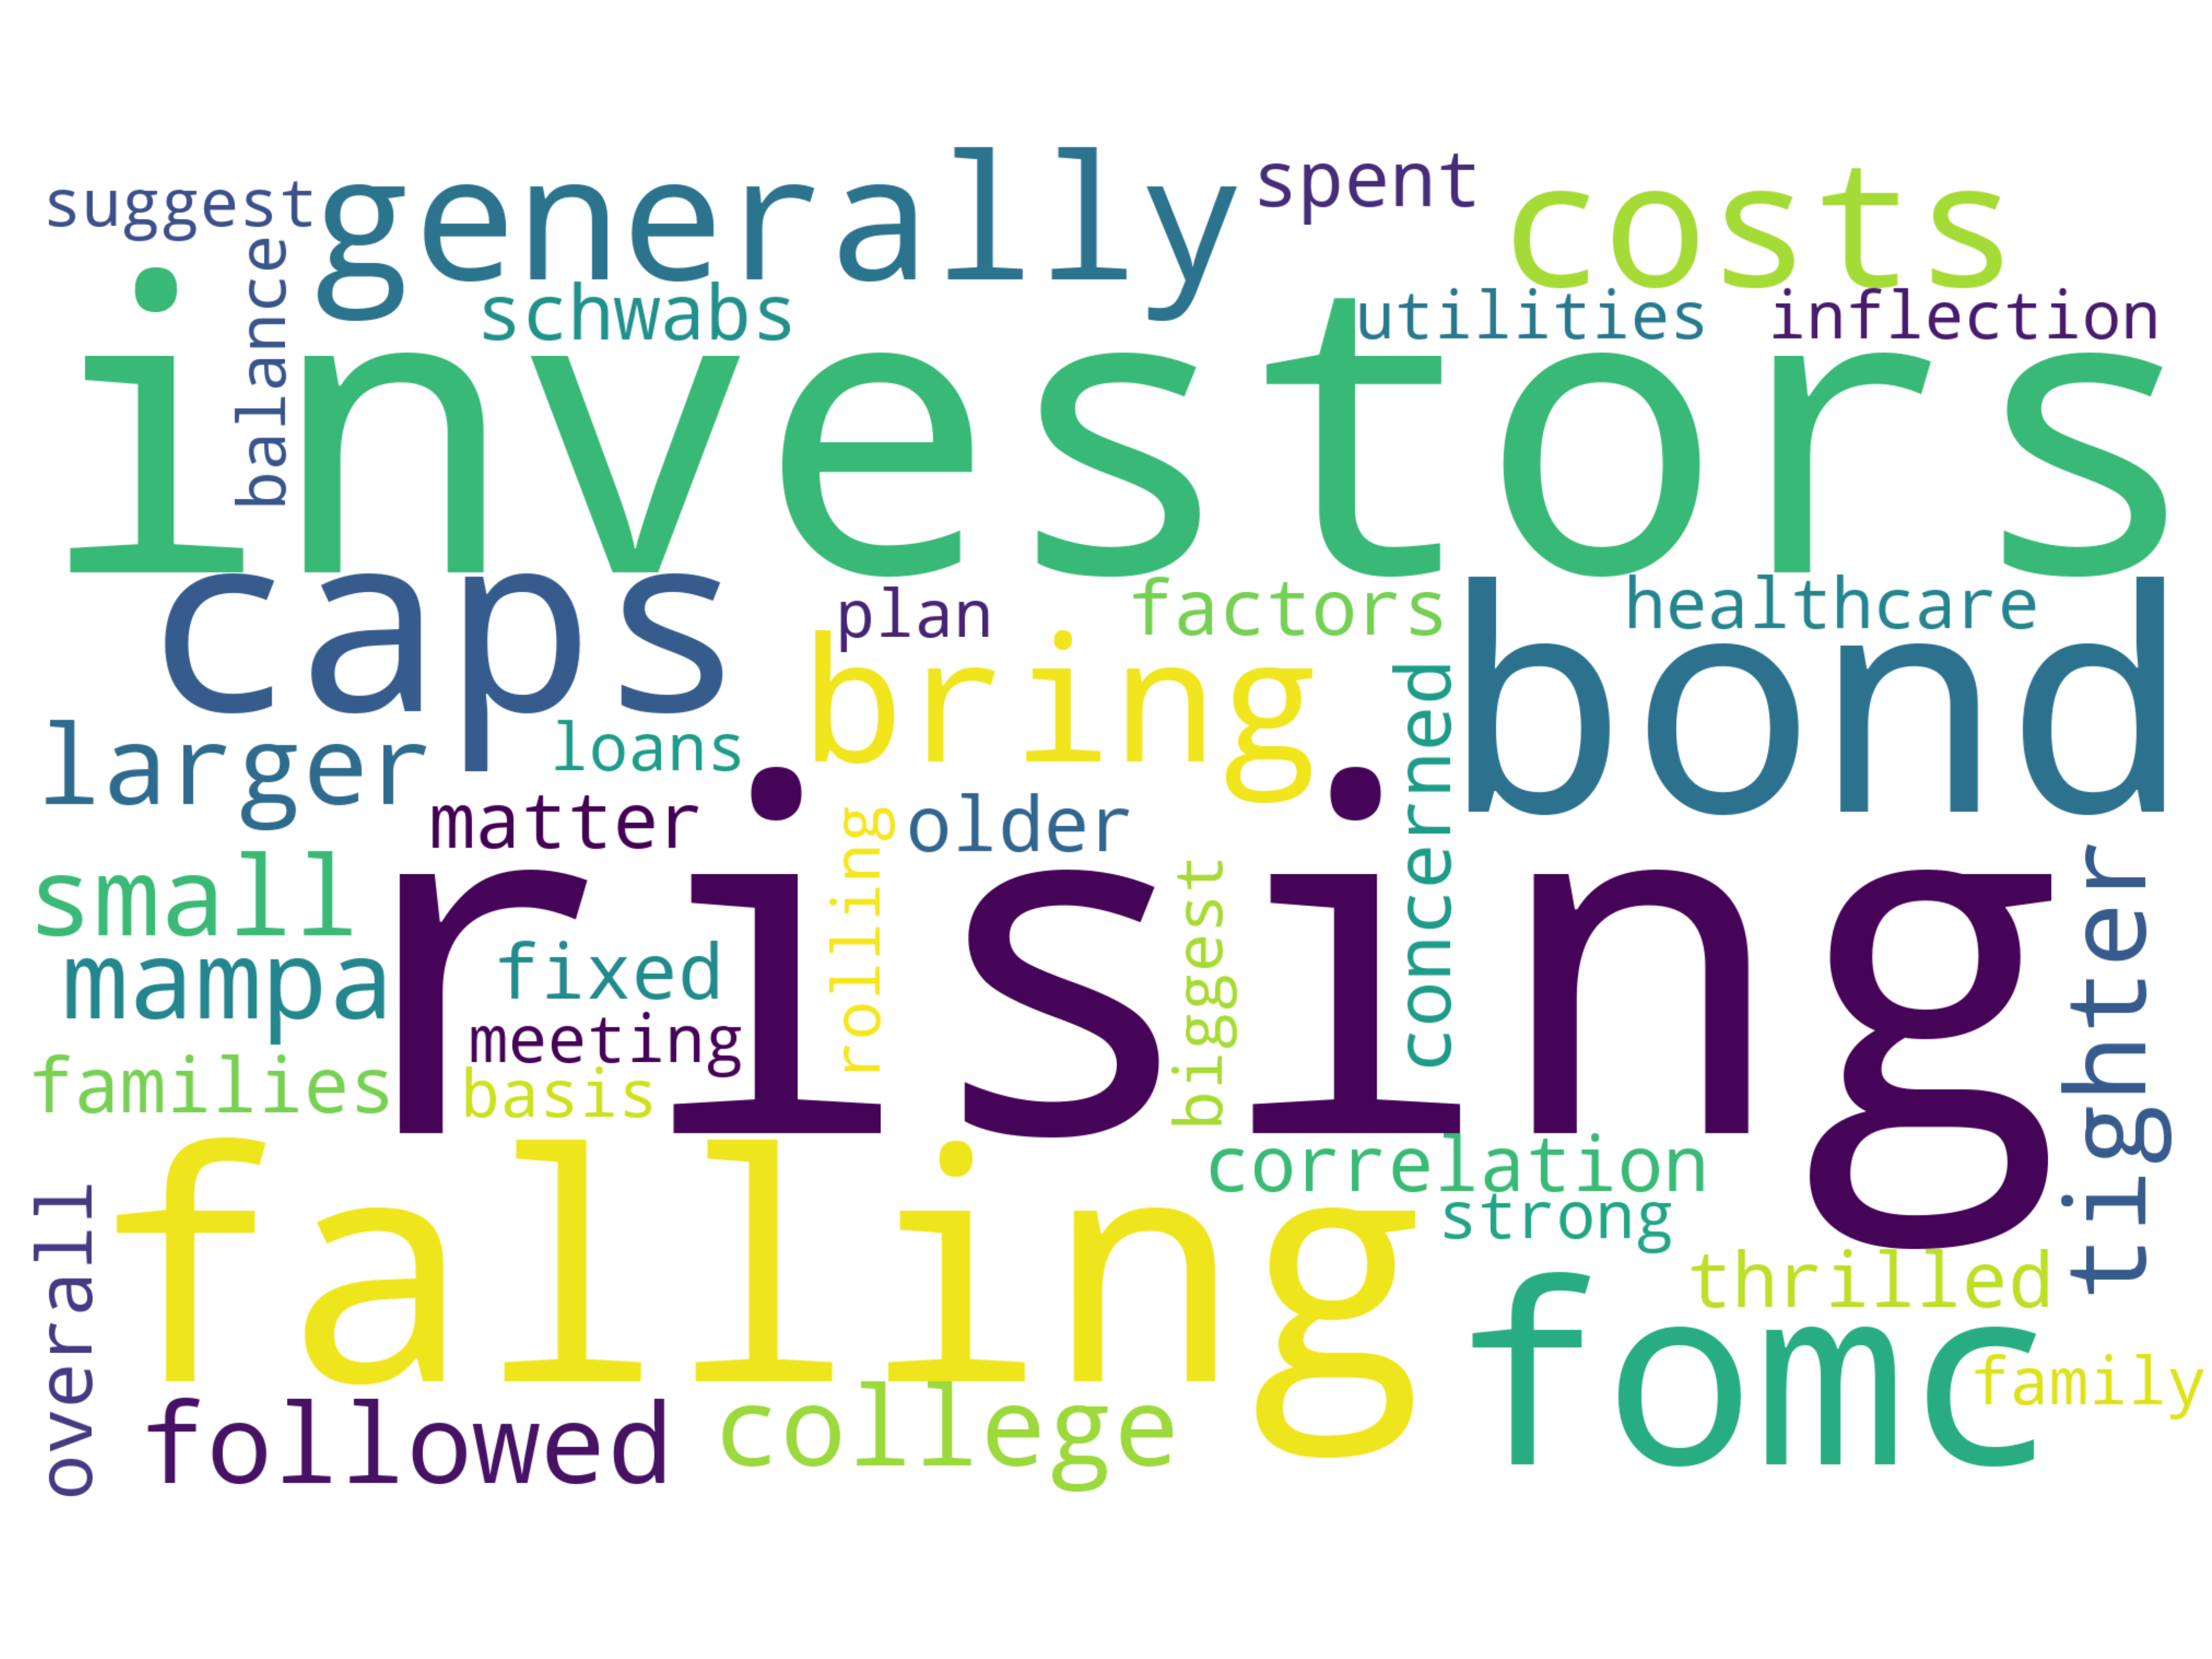 suggest
generally
spent
costs
balance
schwabs
utilities
inflection
investors
caps
plan
factors
healthcare
bring
bond
concerned
larger
loans
matter
older
rolling
small
rising
tighter
biggest
mampa
fixed
meeting
families
basis
falling
correlation
strong
overall
thrilled
fomc
family
followed
college